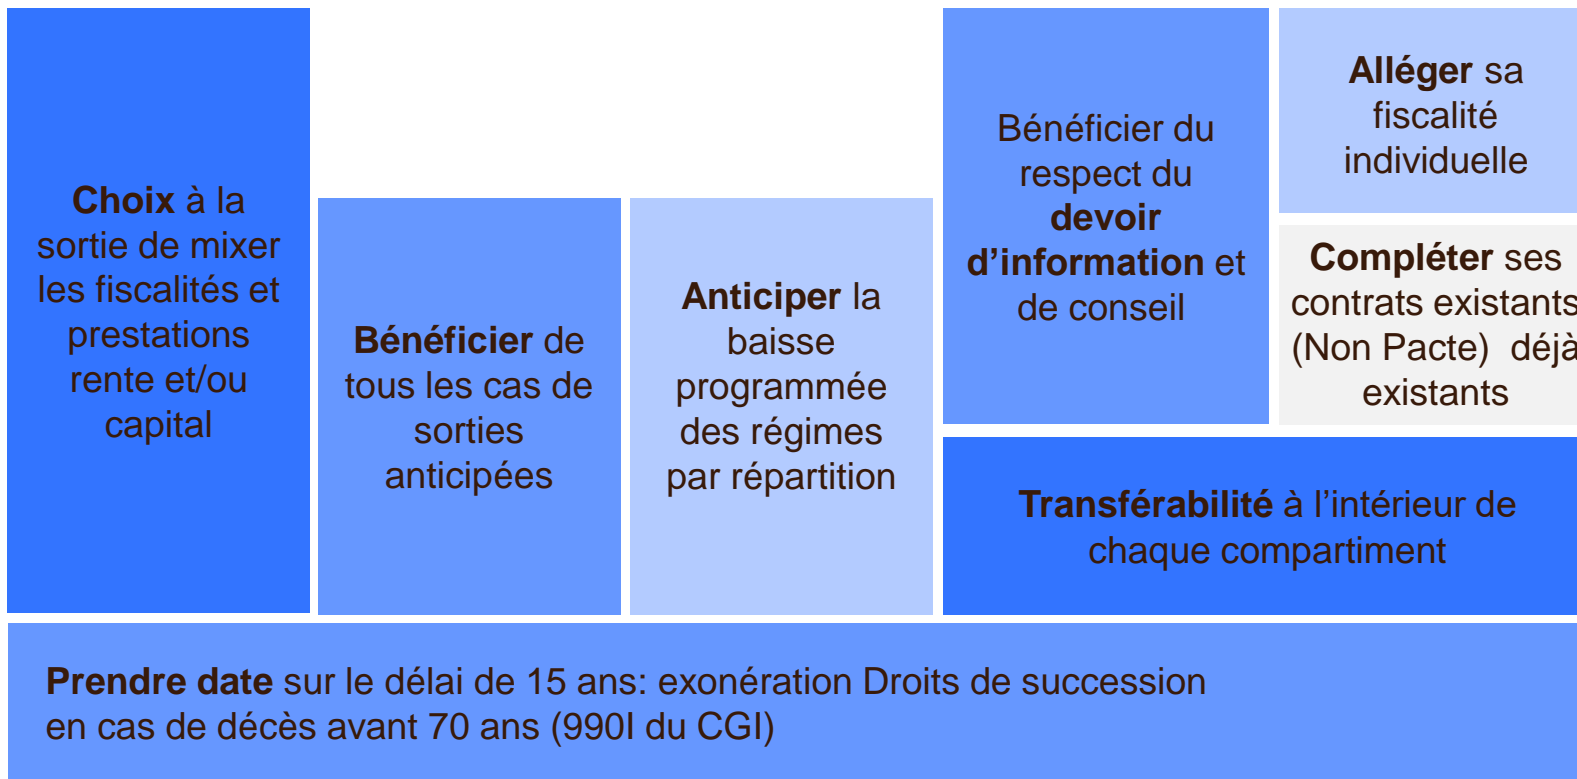 Choix à la
sortie de mixer
les fiscalités et
prestations
rente et/ou
capital
Bénéficier de
tous les cas de
sorties
anticipées
Anticiper la
baisse
programmée
des régimes
par répartition
Bénéficier du
respect du
devoir
d’information et
de conseil
Alléger sa
fiscalité
individuelle
Compléter ses
contrats existants
(Non Pacte)  déjà
existants
Transférabilité à l’intérieur de
chaque compartiment
Prendre date sur le délai de 15 ans: exonération Droits de succession
en cas de décès avant 70 ans (990I du CGI)